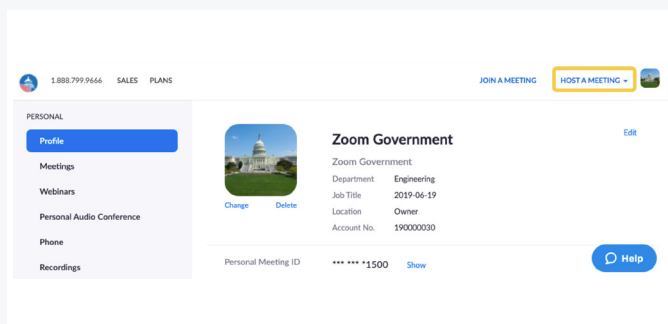 1.888.799.9666 SALES PLANS JOIN A MEETING HOST A MEETING
PERSONAL
Profile
Meetings
Webinars
Personal Audio Conference
Phone
Recordings
Change Delete
Zoom Government Edit
Zoom Government
Department Engineering
Job Title 2019-06-19
Location Owner
Account No. 190000030
Personal Meeting ID *** *** *1500 Show
Help